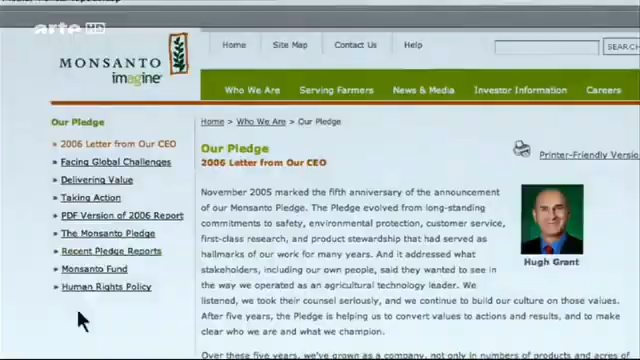 arte HD
Home
Site Map
Contact Us
Help
SEARCH
MONSANTO
imagine
Who We Are
Serving Farmers
News & Media
Investor Information
Careers
Our Pledge
» 2006 Letter from Our CEO
» Facing Global Challenges
» Delivering Value
» Taking Action
» PDF Version of 2006 Report
» The Monsanto Pledge
» Recent Pledge Reports
» Monsanto Fund
» Human Rights Policy
Home > Who We Are > Our Pledge
Our Pledge
2006 Letter from Our CEO
Printer-Friendly Versio
November 2005 marked the fifth anniversary of the announcement
of our Monsanto Pledge. The Pledge evolved from long-standing
commitments to safety, environmental protection, customer service,
first-class research, and product stewardship that had served as
hallmarks of our work for many years. And it addressed what
stakeholders, including our own people, said they wanted to see in
the way we operated as an agricultural technology leader. We
listened, we took their counsel seriously, and we continue to build our culture on those values.
After five years, the Pledge is helping us to convert values to actions and results, and to make
clear who we are and what we champion.
Hugh Grant
Over these five years, we've grown as a company, not only in numbers of products and acres of